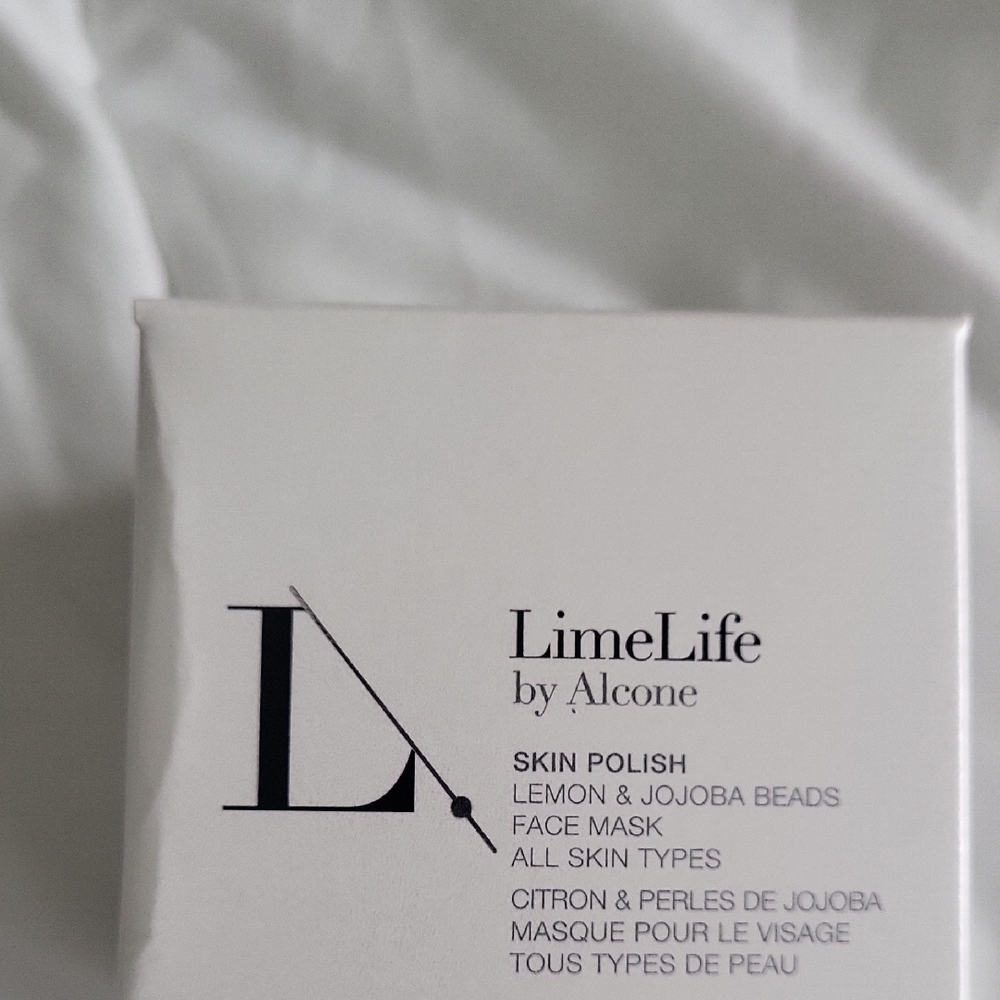 L
LimeLife
by Alcone
SKIN POLISH
LEMON & JOJOBA BEADS
FACE MASK
ALL SKIN TYPES
CITRON & PERLES DE JOJOBA
MASQUE POUR LE VISAGE
TOUS TYPES DE PEAU